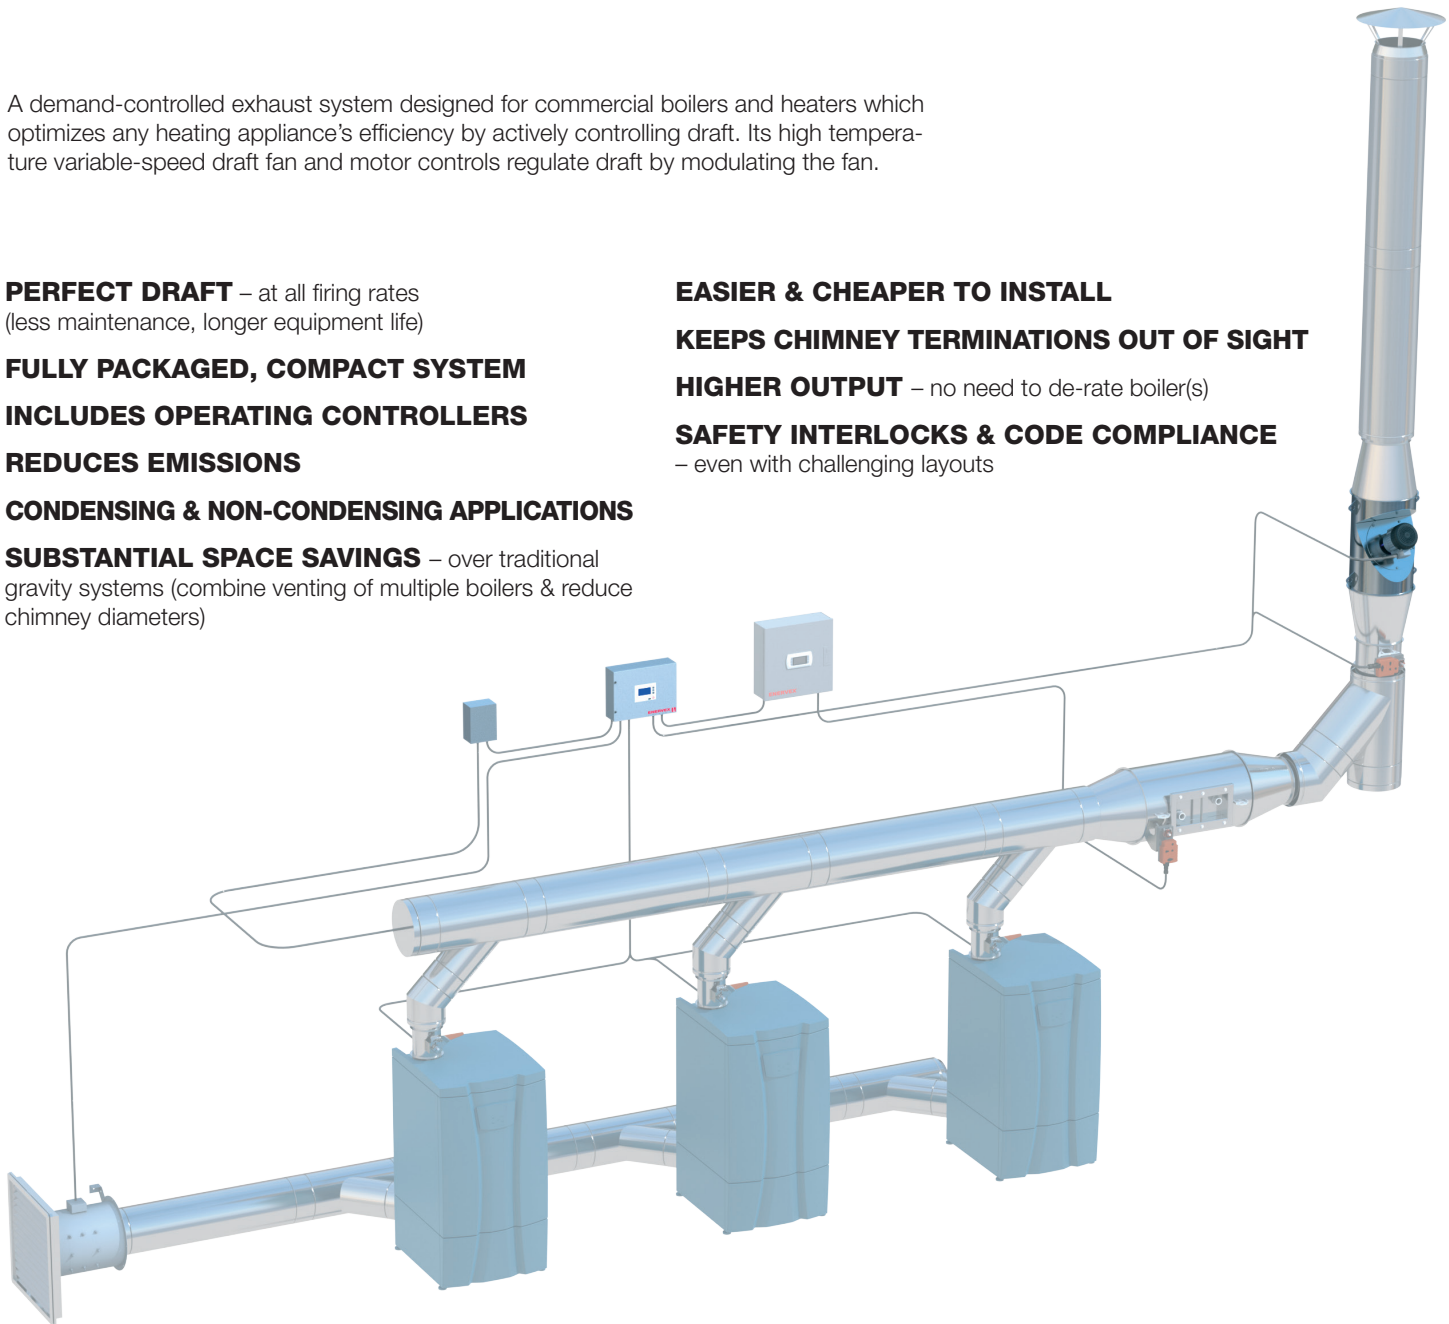 A demand-controlled exhaust system designed for commercial boilers and heaters which
optimizes any heating appliance’s efficiency by actively controlling draft. Its high tempera-
ture variable-speed draft fan and motor controls regulate draft by modulating the fan.
PERFECT DRAFT – at all firing rates
(less maintenance, longer equipment life)
FULLY PACKAGED, COMPACT SYSTEM
INCLUDES OPERATING CONTROLLERS
REDUCES EMISSIONS
CONDENSING & NON-CONDENSING APPLICATIONS
SUBSTANTIAL SPACE SAVINGS – over traditional
gravity systems (combine venting of multiple boilers & reduce
chimney diameters)
EASIER & CHEAPER TO INSTALL
KEEPS CHIMNEY TERMINATIONS OUT OF SIGHT
HIGHER OUTPUT – no need to de-rate boiler(s)
SAFETY INTERLOCKS & CODE COMPLIANCE
– even with challenging layouts